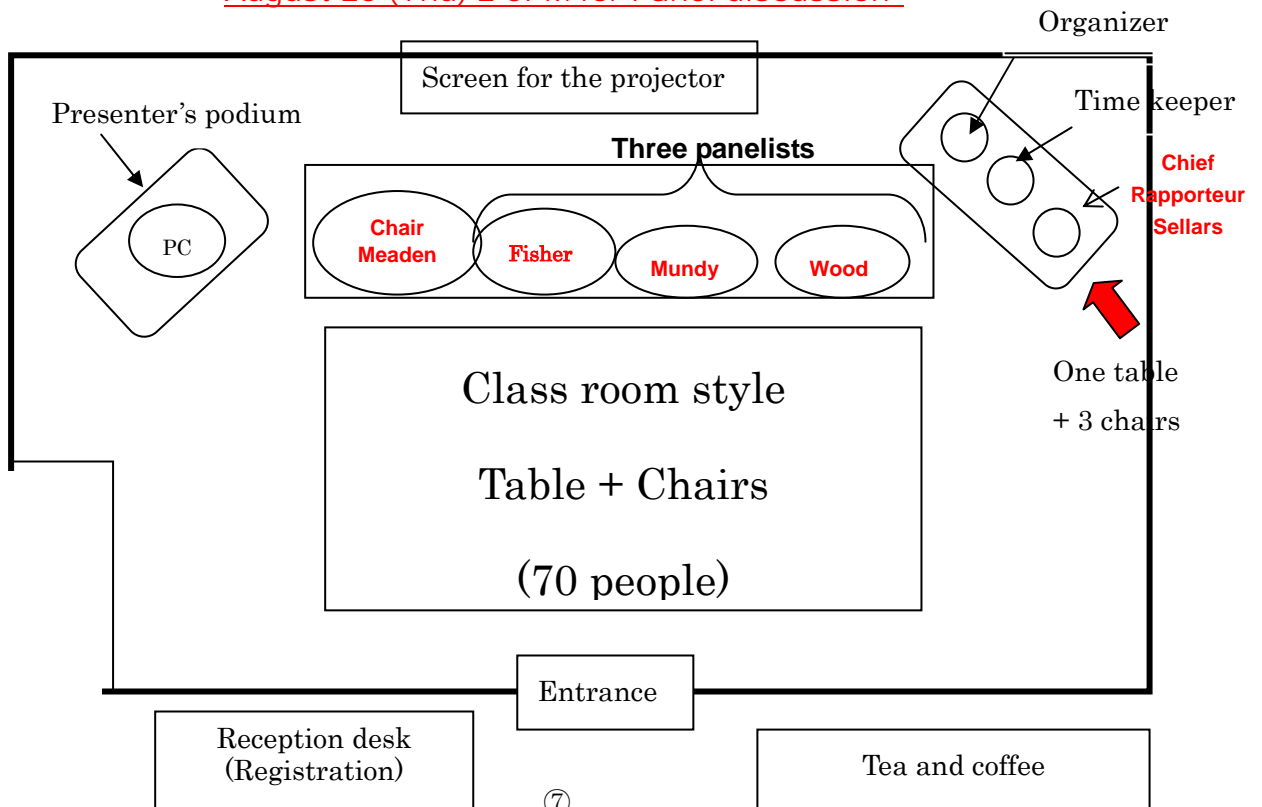 Panel discussion
Organizer
Screen for the projector
Presenter's podium
Time keeper
Three panelists
Chief
Rapporteur
Sellars
PC
Chair
Meaden
Fisher
Mundy
Wood
One table
+ 3 chairs
Class room style
Table + Chairs
(70 people)
Entrance
Reception desk
(Registration)
Tea and coffee
⑦